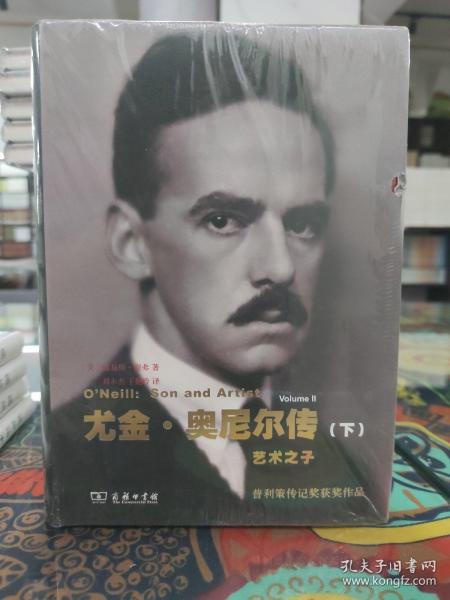 著
译
O'Neill: Son and Artist
Volume II
尤金·奥尼尔传(下)
艺术之子
商务印书馆
The Commercial Press
普利策传记奖获奖作品
孔夫子旧书网
www.kongfz.com